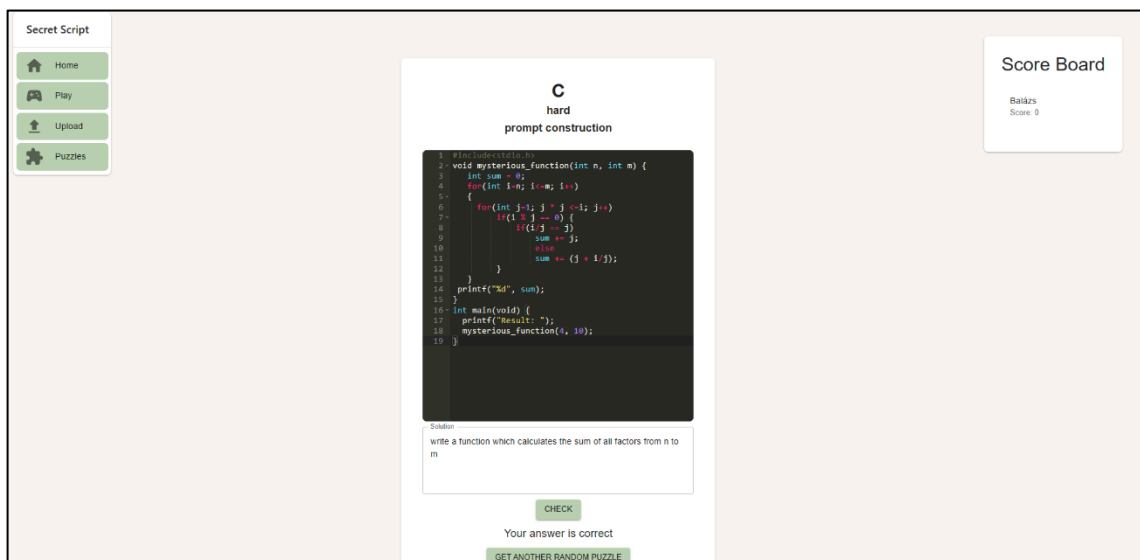 Secret Script
Home
Play
Upload
Puzzles
C
hard
prompt construction
1 #include<stdio.h>
2 void mysterious_function(int n, int m) {
3 int sum = 0;
4 for(int i=n; i<=m; i++)
5 {
6 for(int j=1; j * j <=i; j++)
7 if(i % j == 0) {
8 if(i/j == j)
9 sum += j;
10 else
11 sum += (j + i/j);
12 }
13 }
14 printf("%d", sum);
15 }
16 int main(void) {
17 printf("Result: ");
18 mysterious_function(4, 10);
19 }
Solution
write a function which calculates the sum of all factors from n to
m
CHECK
Your answer is correct
GET ANOTHER RANDOM PUZZLE
Score Board
Balázs
Score: 0